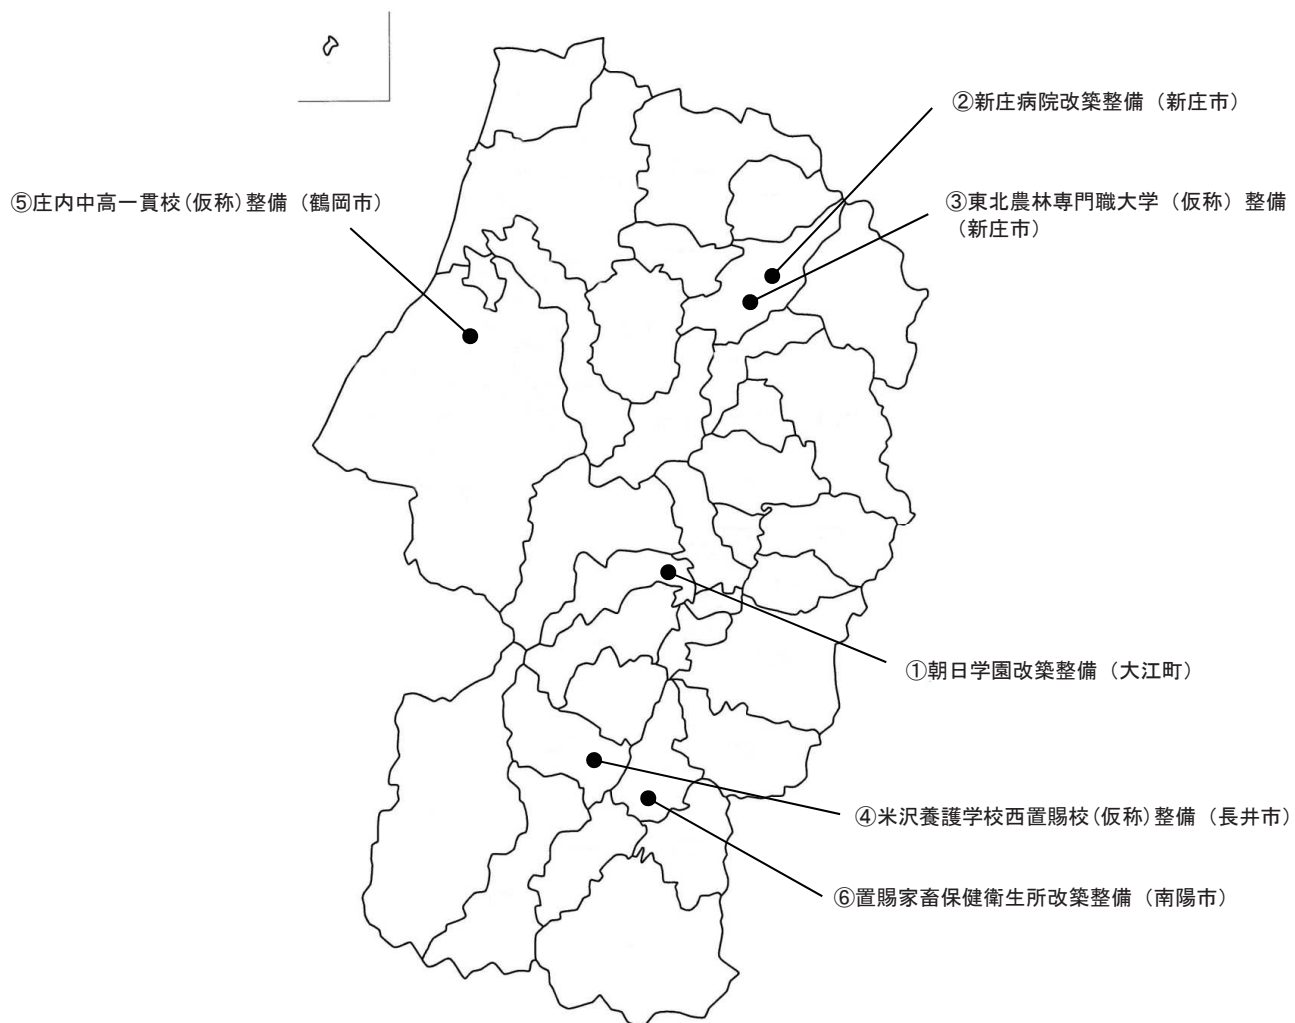 ②新庄病院改築整備（新庄市）
⑤庄内中高一貫校(仮称)整備（鶴岡市）
③東北農林専門職大学（仮称）整備
（新庄市）
①朝日学園改築整備（大江町）
④米沢養護学校西置賜校(仮称)整備（長井市）
⑥置賜家畜保健衛生所改築整備（南陽市）